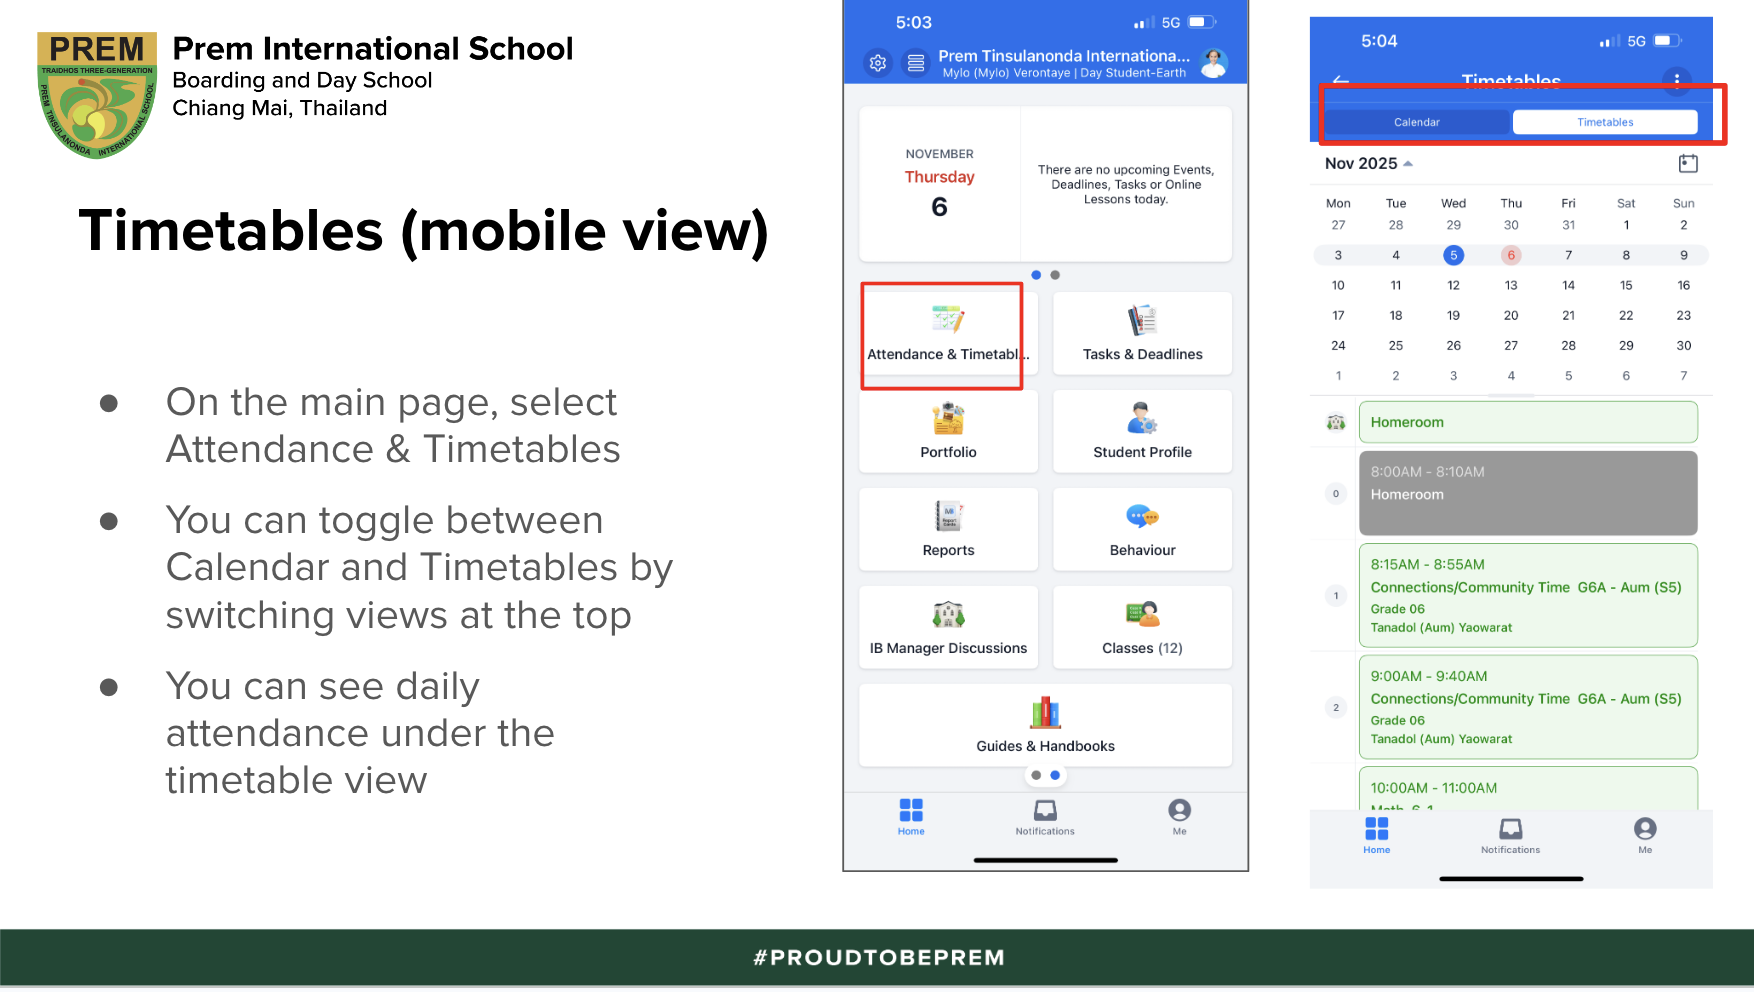 PREM
TRAIDHOS THREE-GENERATION
PREM TINSULANONDA INTERNATIONAL SCHOOL
Prem International School
Boarding and Day School
Chiang Mai, Thailand
Timetables (mobile view)
● On the main page, select
Attendance & Timetables
● You can toggle between
Calendar and Timetables by
switching views at the top
● You can see daily
attendance under the
timetable view
5:03
5G
Prem Tinsulanonda Internationa...
Mylo (Mylo) Verontaye | Day Student-Earth
NOVEMBER
Thursday
6
There are no upcoming Events,
Deadlines, Tasks or Online
Lessons today.
Attendance & Timetabl...
Tasks & Deadlines
Portfolio
Student Profile
Reports
Behaviour
IB Manager Discussions
Classes (12)
Guides & Handbooks
Home
Notifications
Me
5:04
5G
Timetables
Calendar
Timetables
Nov 2025
Mon Tue Wed Thu Fri Sat Sun
27 28 29 30 31 1 2
3 4 5 6 7 8 9
10 11 12 13 14 15 16
17 18 19 20 21 22 23
24 25 26 27 28 29 30
1 2 3 4 5 6 7
Homeroom
0
8:00AM - 8:10AM
Homeroom
1
8:15AM - 8:55AM
Connections/Community Time G6A - Aum (S5)
Grade 06
Tanadol (Aum) Yaowarat
2
9:00AM - 9:40AM
Connections/Community Time G6A - Aum (S5)
Grade 06
Tanadol (Aum) Yaowarat
10:00AM - 11:00AM
Math 6.1
Home
Notifications
Me
#PROUDTOBEPREM